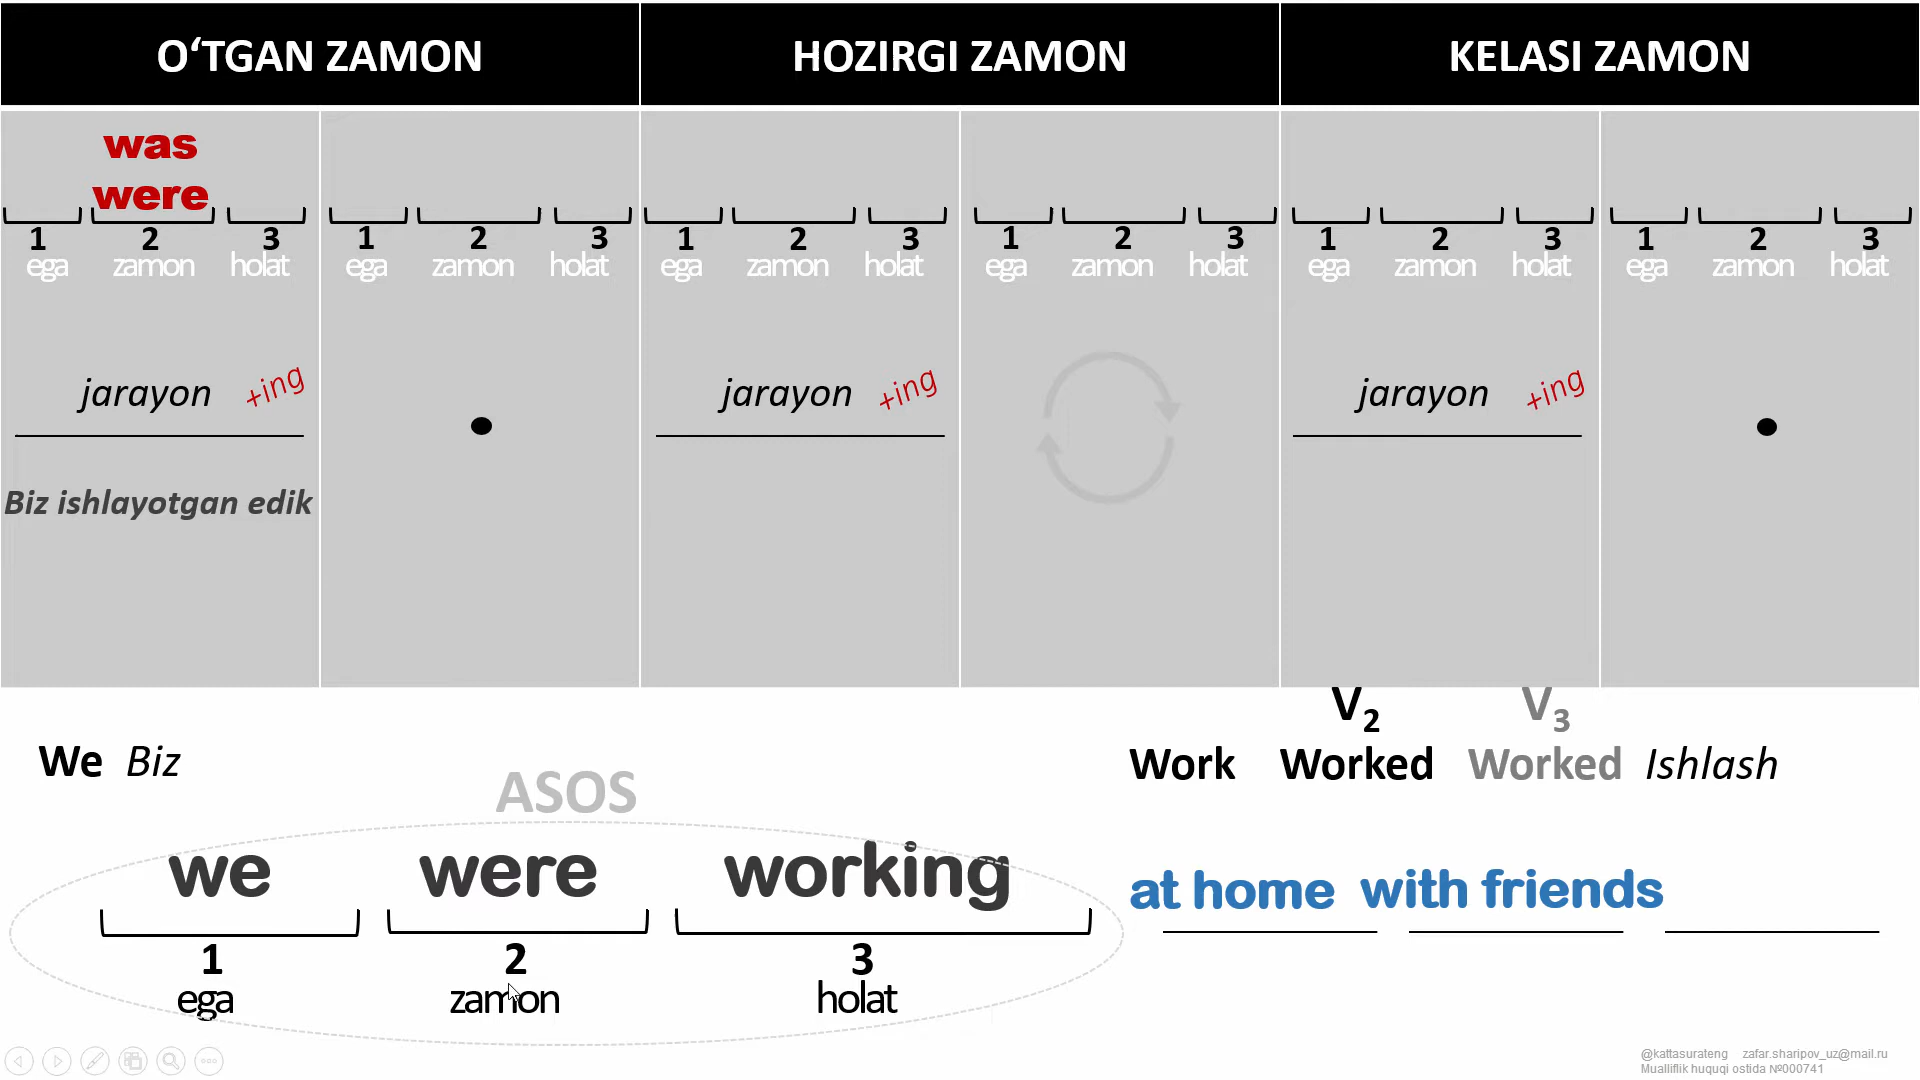 O‘TGAN ZAMON HOZIRGI ZAMON KELASI ZAMON
was
were
1 2 3 1 2 3 1 2 3 1 2 3 1 2 3 1 2 3
ega zamon holat ega zamon holat ega zamon holat ega zamon holat ega zamon holat ega zamon holat
jarayon +ing jarayon +ing jarayon +ing
Biz ishlayotgan edik
V2 V3
We Biz Work Worked Worked Ishlash
ASOS
we were working at home with friends
1 2 3
ega zamon holat
@kattasurateng zafar.sharipov_uz@mail.ru
Mualliflik huquqi ostida №000741